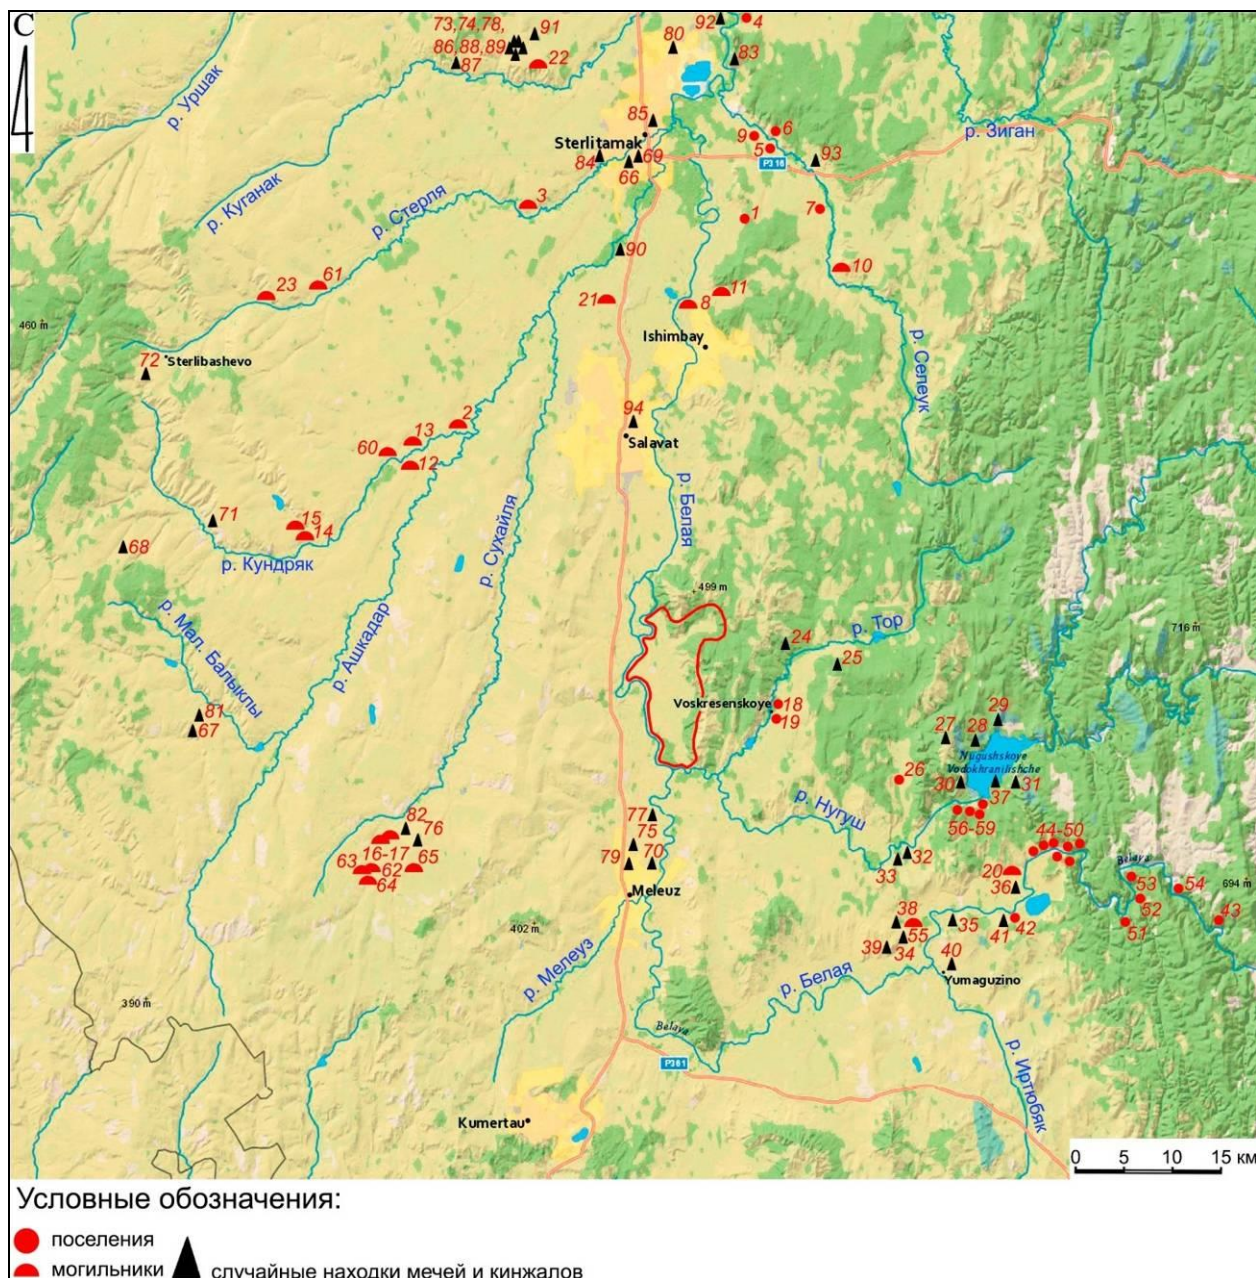 С
73,74,78,
86,88,89
91
87
22
80
92
4
83
р. Уршак
85
Sterlitamak
84
66
69
9
6
5
Р316
93
р. Зиган
р. Куганак
р. Стерля
3
1
7
90
23
61
21
8
11
10
460 m
Ishimbay
72
Sterlibashevo
р. Селеук
94
Salavat
2
13
60
12
р. Белая
71
15
14
68
р. Кундряк
р. Сухайля
499 m
р. Мал. Балыклы
р. Ашкадар
24
р. Тор
25
716 m
81
67
Voskresenskoye
18
19
27
28
29
Nugushskoye
Vodokhranilishche
26
30
31
37
р. Нугуш
56-59
77
75
79
70
82
76
16-17
63
62
65
64
32
33
44-50
Belaya
20
36
53
54
694 m
52
51
43
Meleuz
402 m
38
55
39
34
35
41
42
40
р. Мелеуз
р. Белая
Yumaguzino
390 m
Belaya
Р361
р. Иртюбяк
Kumertau
0 5 10 15 км
Условные обозначения:
поселения
могильники
случайные находки мечей и кинжалов